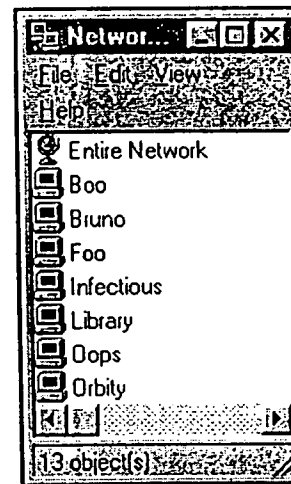 Networ...
File Edit View
Help
Entire Network
Boo
Bruno
Foo
Infectious
Library
Oops
Orbity
13 object(s)